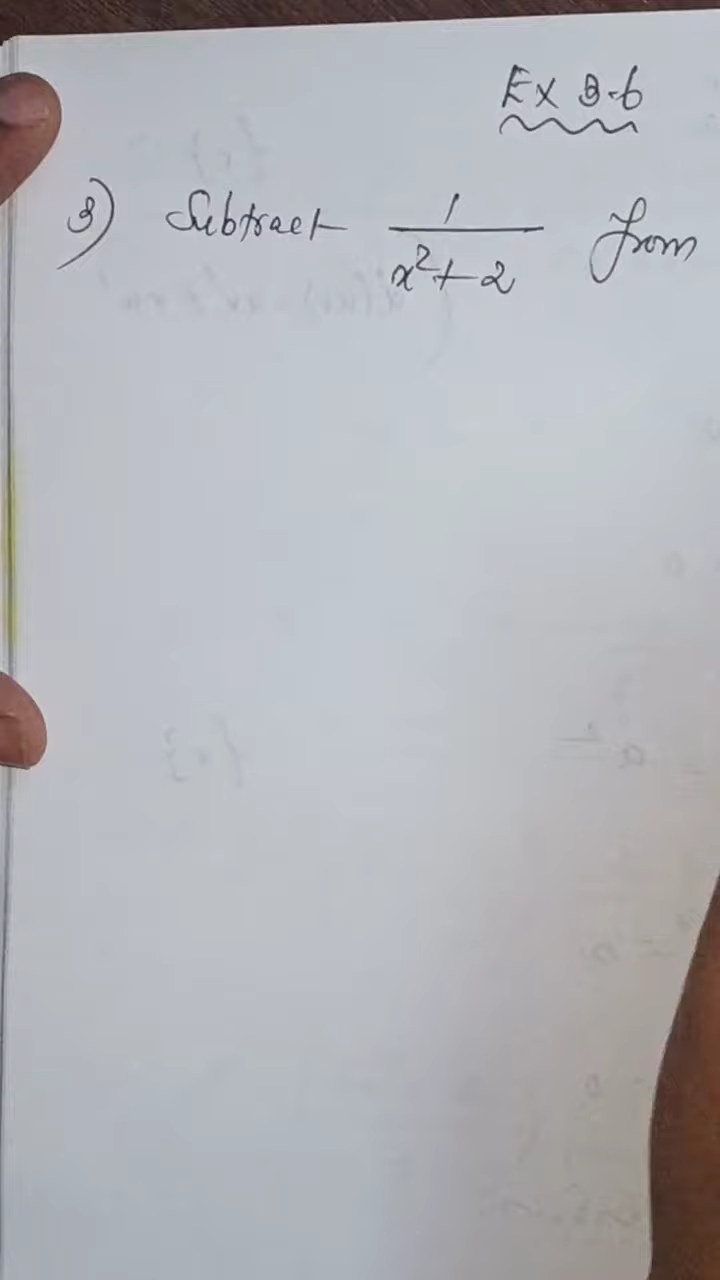 Ex 3.6
3) Subtract 1/(x²+2) from